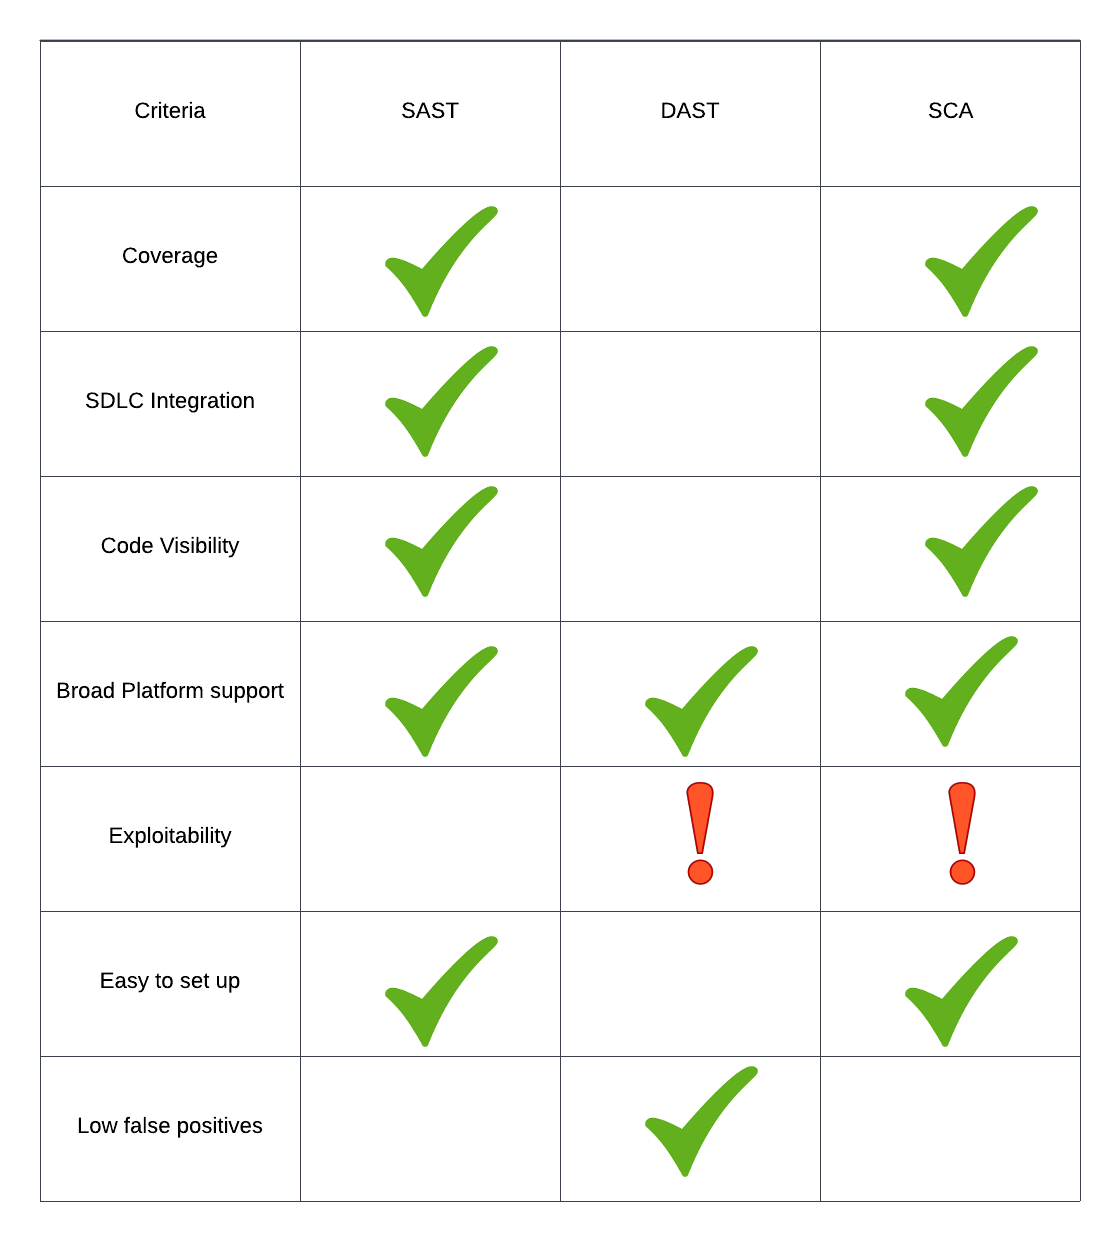 Criteria SAST DAST SCA
Coverage
SDLC Integration
Code Visibility
Broad Platform support
Exploitability
Easy to set up
Low false positives